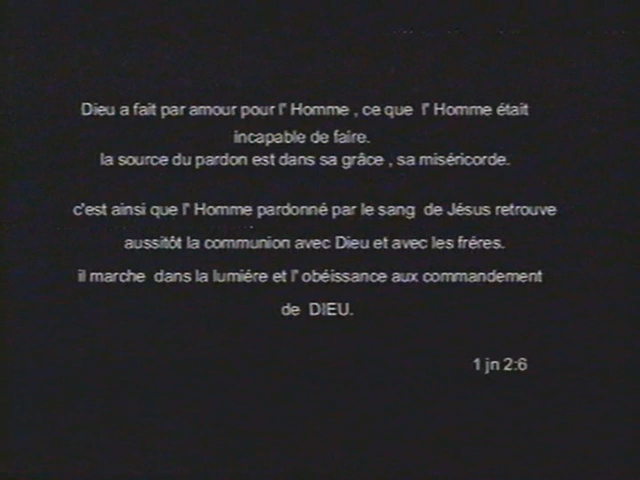 Dieu a fait par amour pour l' Homme , ce que l' Homme était
incapable de faire.
la source du pardon est dans sa grâce , sa miséricorde.
c'est ainsi que l' Homme pardonné par le sang de Jésus retrouve
aussitôt la communion avec Dieu et avec les fréres.
il marche dans la lumiére et l' obéissance aux commandement
de DIEU.
1 jn 2:6